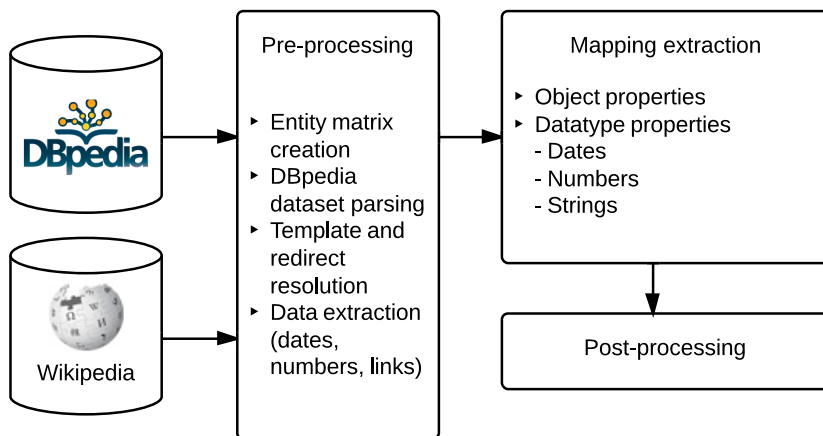 DBpedia
Wikipedia
Pre-processing
‣ Entity matrix
creation
‣ DBpedia
dataset parsing
‣ Template and
redirect
resolution
‣ Data extraction
(dates,
numbers, links)
Mapping extraction
‣ Object properties
‣ Datatype properties
- Dates
- Numbers
- Strings
Post-processing